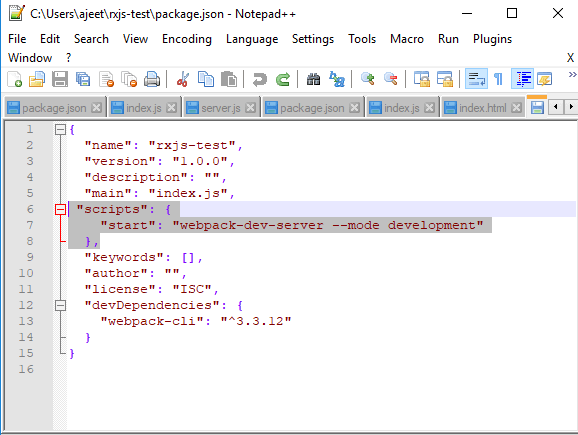 C:\Users\ajeet\rxjs-test\package.json - Notepad++
File Edit Search View Encoding Language Settings Tools Macro Run Plugins
Window ? X
package.json index.js server.js package.json index.js index.html
1 {
2 "name": "rxjs-test",
3 "version": "1.0.0",
4 "description": "",
5 "main": "index.js",
6 "scripts": {
7 "start": "webpack-dev-server --mode development"
8 },
9 "keywords": [],
10 "author": "",
11 "license": "ISC",
12 "devDependencies": {
13 "webpack-cli": "^3.3.12"
14 }
15 }
16